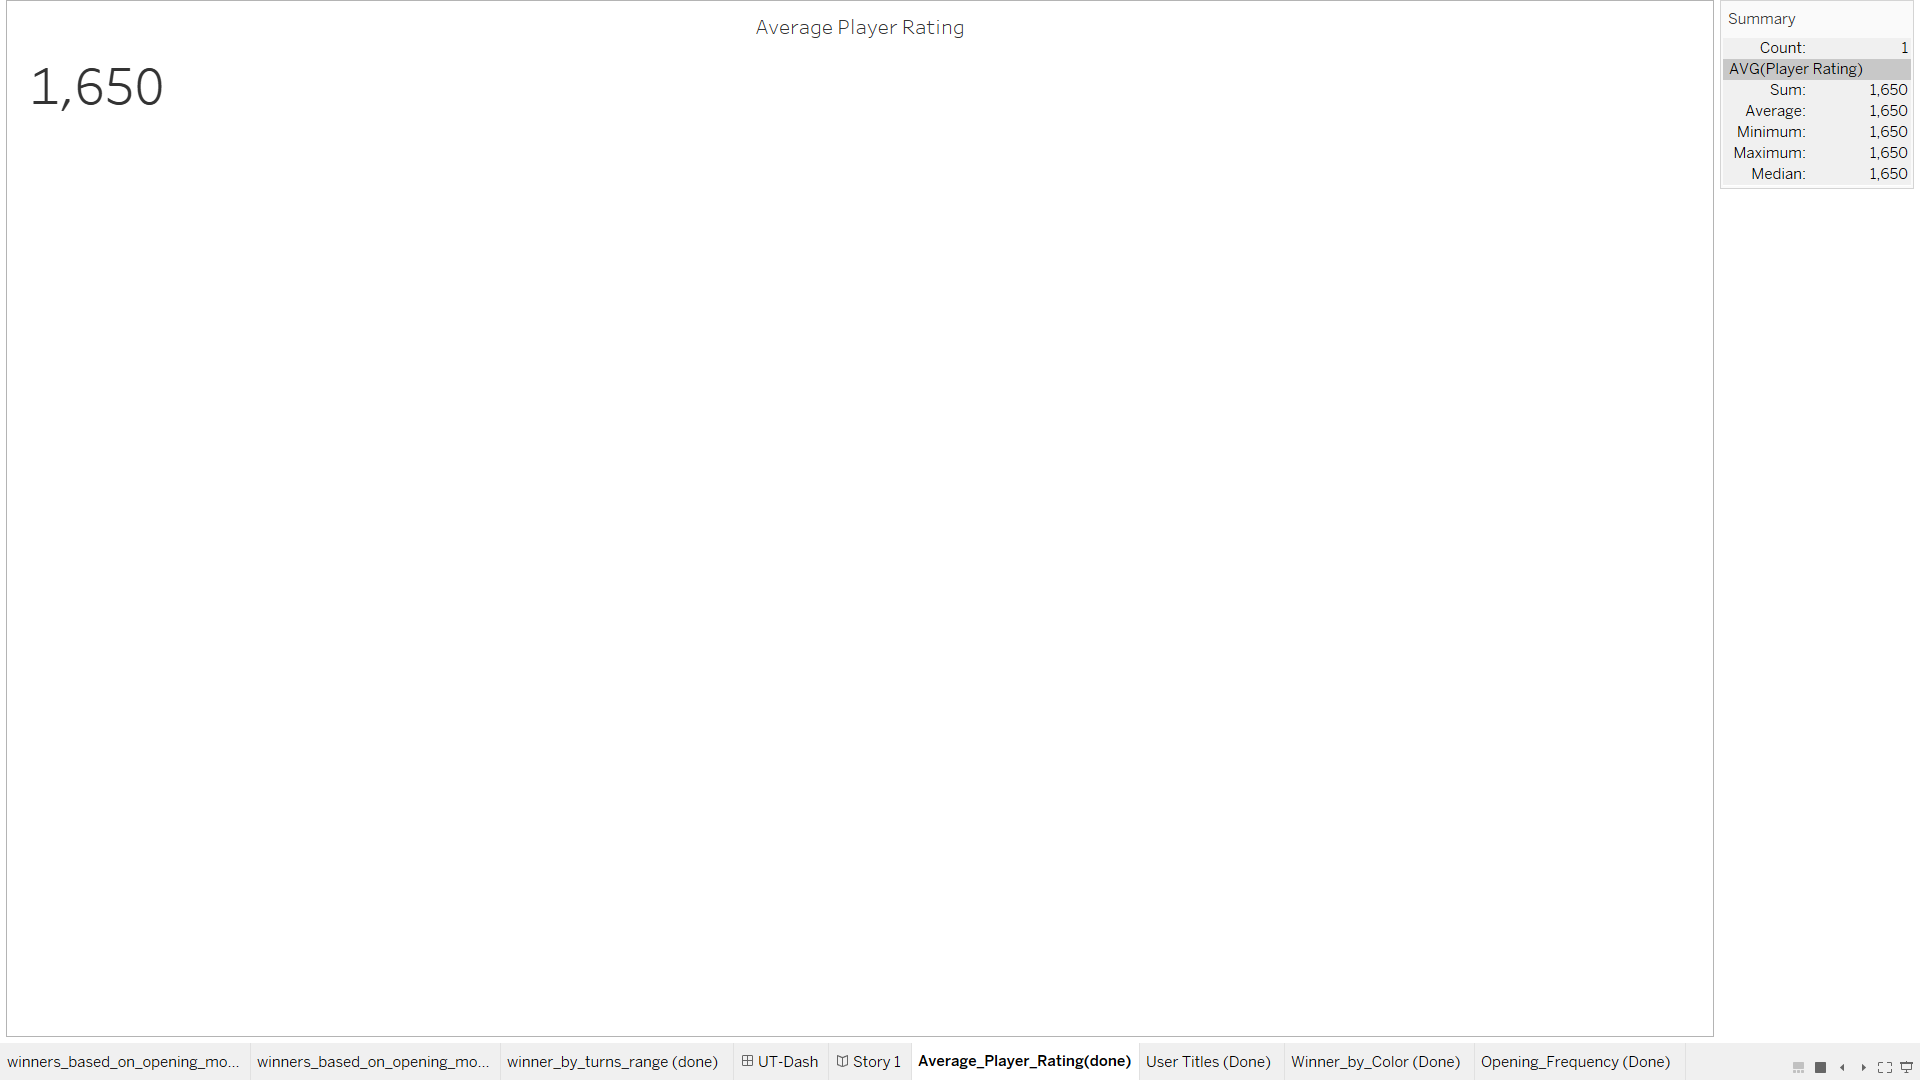 Average Player Rating
1,650
Summary
Count: 1
AVG(Player Rating)
Sum: 1,650
Average: 1,650
Minimum: 1,650
Maximum: 1,650
Median: 1,650
winners_based_on_opening_mo... winners_based_on_opening_mo... winner_by_turns_range (done) UT-Dash Story 1 Average_Player_Rating(done) User Titles (Done) Winner_by_Color (Done) Opening_Frequency (Done)